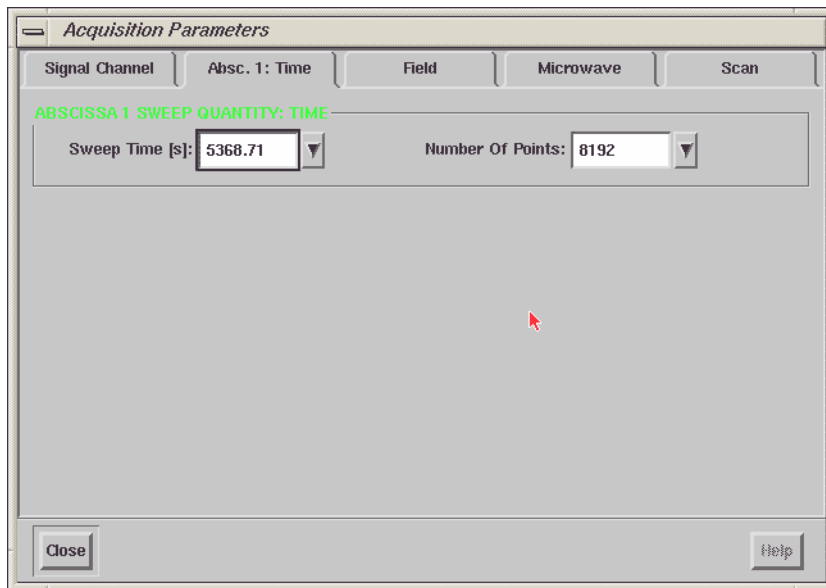 Acquisition Parameters
Signal Channel Absc. 1: Time Field Microwave Scan
ABSCISSA 1 SWEEP QUANTITY: TIME
Sweep Time [s]: 5368.71 Number Of Points: 8192
Close Help